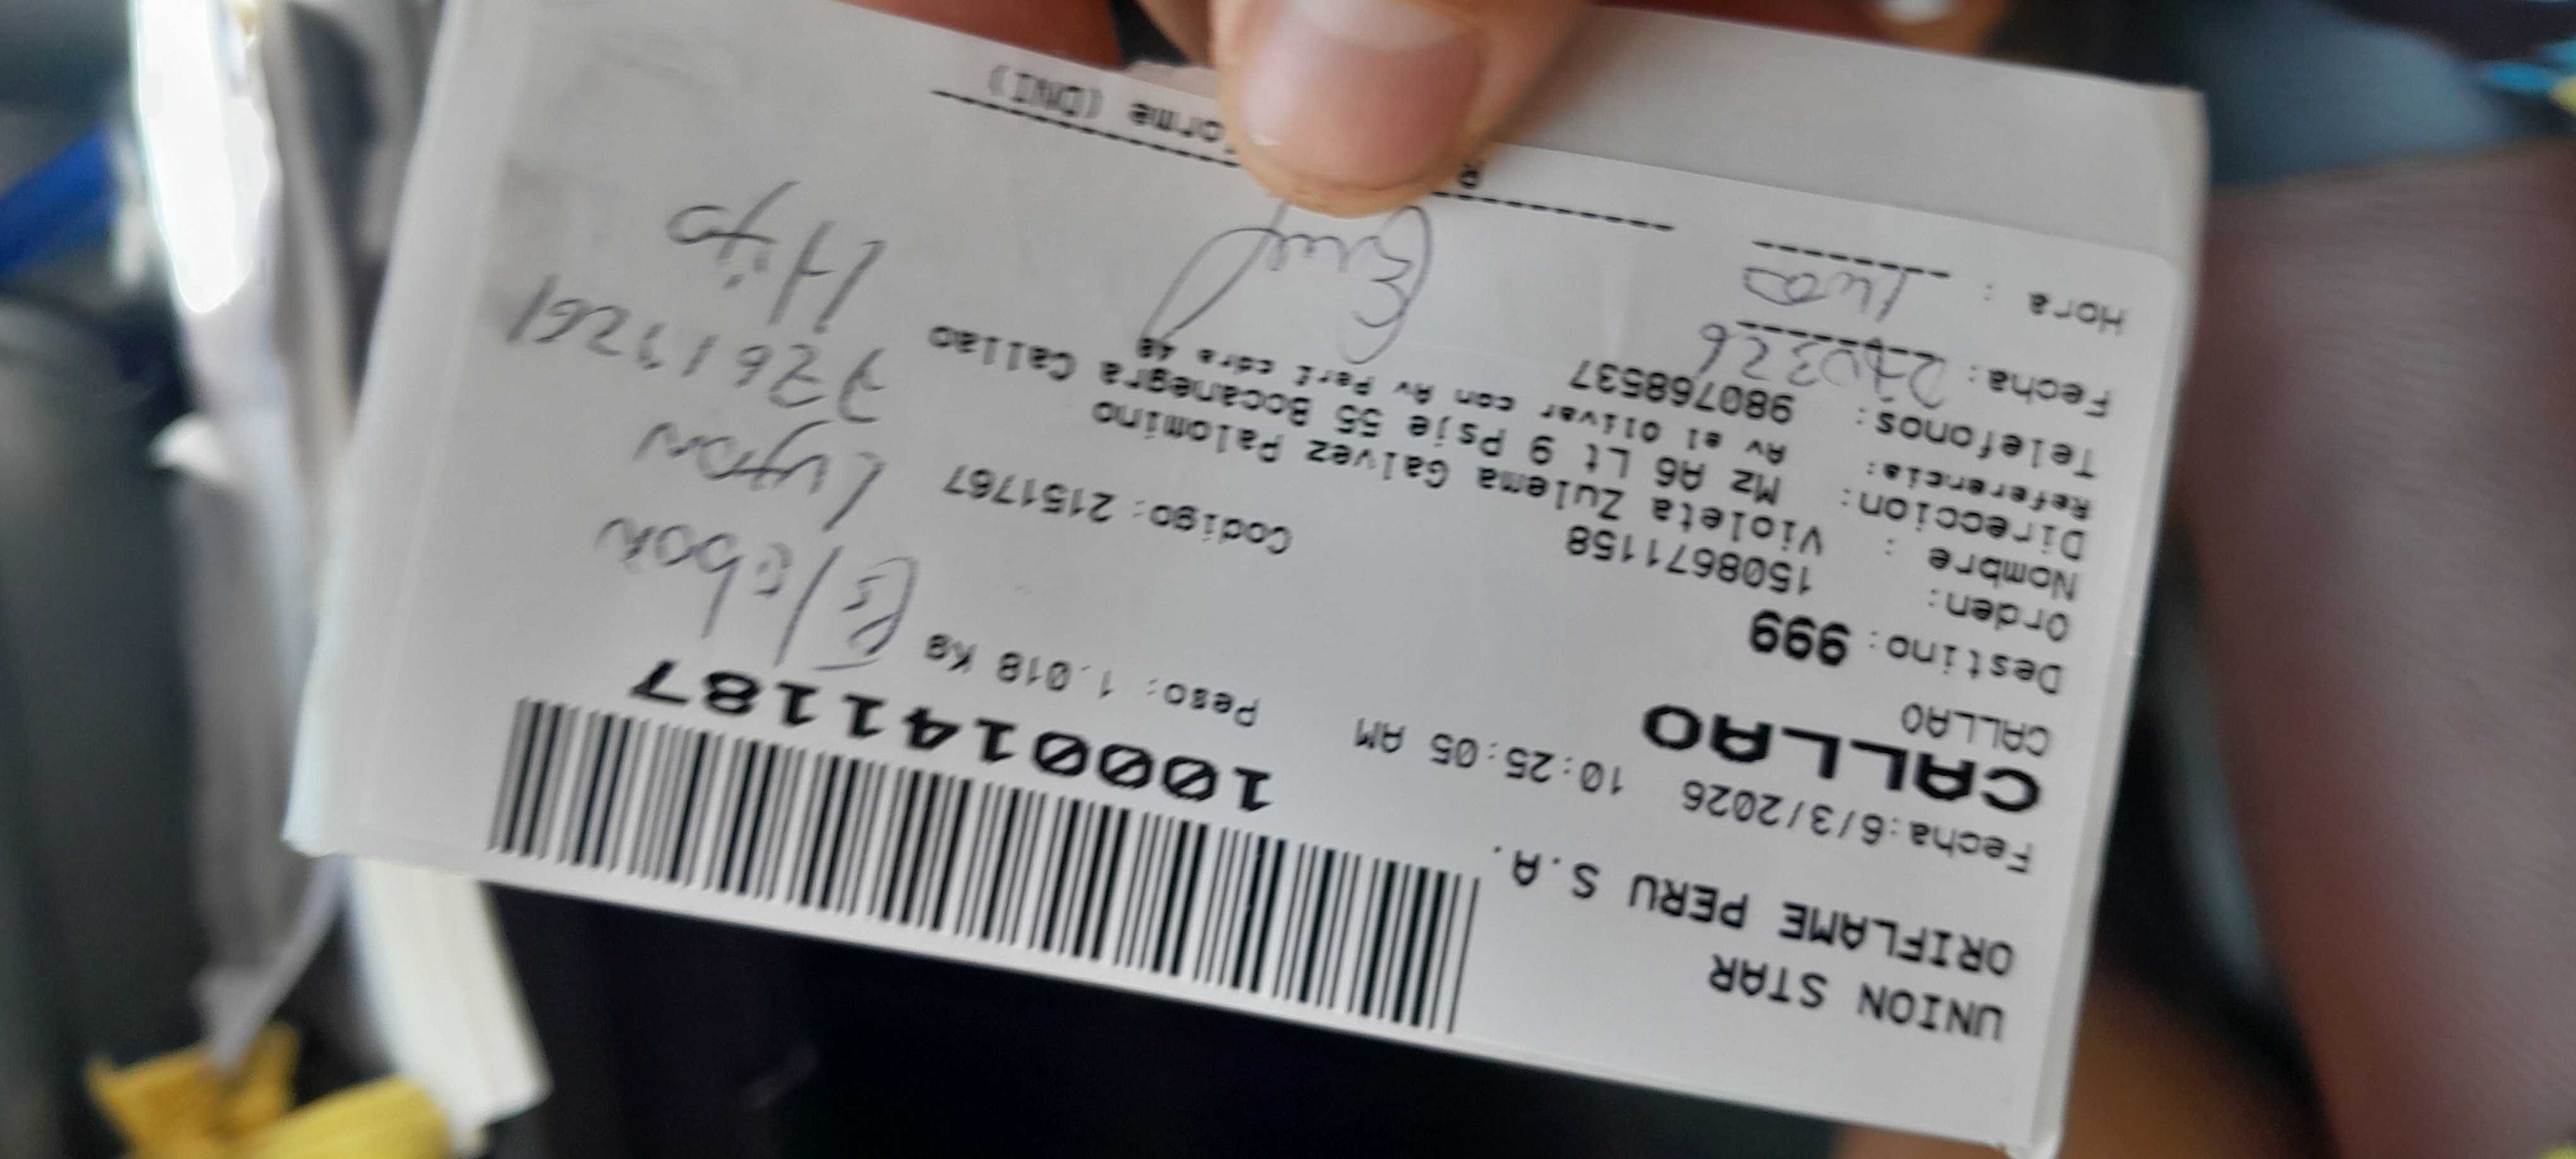 UNION STAR
ORIFLAME PERU S.A.
Fecha:6/3/2026 10:25:05 AM
1000141187
CALLAO
CALLAO
Peso: 1.018 Kg
Destino: 999
Orden: 1508671158
Codigo: 2151767
Nombre : Violeta Zulema Galvez Palomino
Direccion: Mz A6 Lt 9 Psje 55 Bocanegra Callao
Referencia: Av el Olivar con Av Perú cdra 48
Telefonos: 980768537
Fecha:
Hora :
Hijo
orme (DNI)